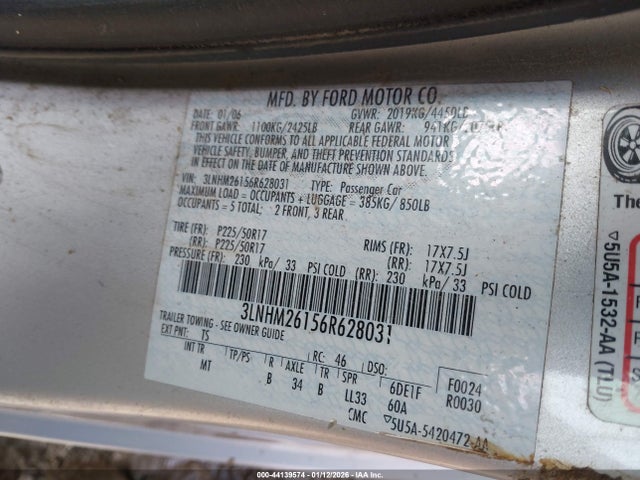 MFD. BY FORD MOTOR CO.
DATE: 01/06 GVWR: 2019KG/4450LB
FRONT GAWR: 1100KG/2425LB REAR GAWR: 941KG
THIS VEHICLE CONFORMS TO ALL APPLICABLE FEDERAL MOTOR
VEHICLE SAFETY, BUMPER, AND THEFT PREVENTION STANDARDS
IN EFFECT ON THE DATE OF MANUFACTURE SHOWN ABOVE.
VIN: 3LNHM26156R628031 TYPE: Passenger Car
MAXIMUM LOAD = OCCUPANTS + LUGGAGE = 385KG/850LB
OCCUPANTS = 5 TOTAL; 2 FRONT, 3 REAR
TIRE (FR): P225/50R17 RIMS (FR): 17X7.5J
(RR): P225/50R17 (RR): 17X7.5J
PRESSURE (FR): 230 kPa/ 33 PSI COLD (RR): 230 kPa/ 33 PSI COLD
3LNHM26156R628031
TRAILER TOWING - SEE OWNER GUIDE
EXT PNT: TS RC: 46 DSO: F0024
INT TR TP/PS R AXLE TR SPR 6DE1F R0030
MT B 34 B LL33 60A
CMC ▽5U5A-5420472-AA
The
▽5U5A-1532-AA (TLU)
000-44139574 - 01/12/2026 - IAAI.COM